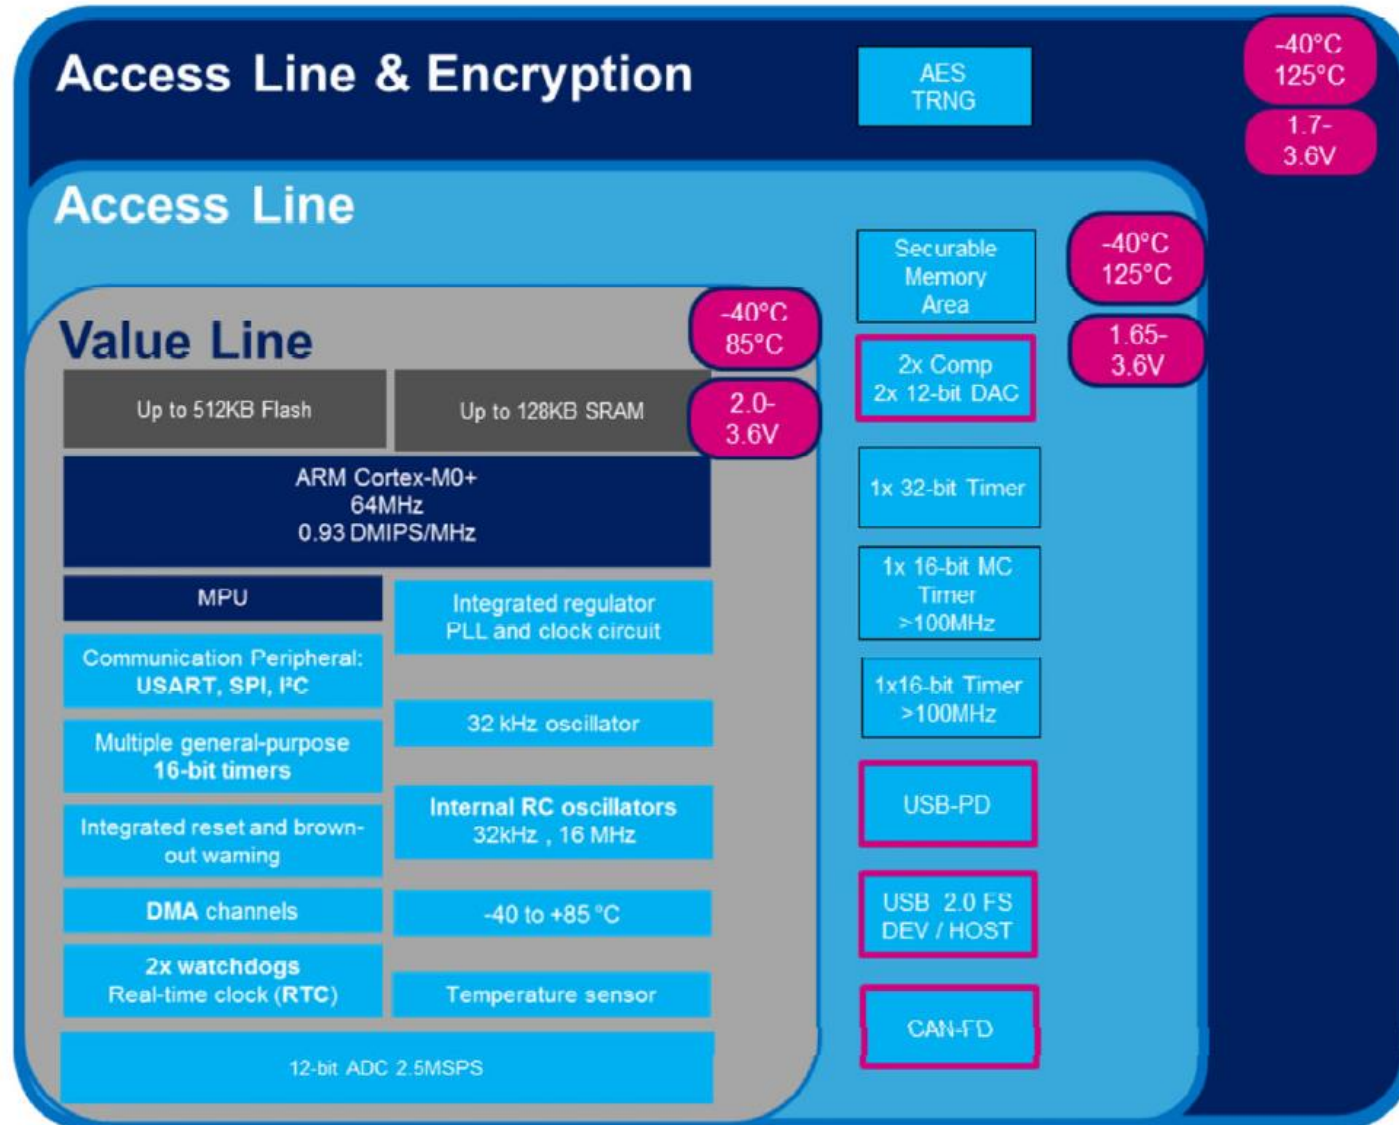 Access Line & Encryption
AES
TRNG
-40°C
125°C
1.7-
3.6V
Access Line
Securable
Memory
Area
-40°C
125°C
1.65-
3.6V
2x Comp
2x 12-bit DAC
1x 32-bit Timer
1x 16-bit MC
Timer
>100MHz
1x16-bit Timer
>100MHz
USB-PD
USB 2.0 FS
DEV / HOST
CAN-FD
Value Line
-40°C
85°C
2.0-
3.6V
Up to 512KB Flash
Up to 128KB SRAM
ARM Cortex-M0+
64MHz
0.93 DMIPS/MHz
MPU
Integrated regulator
PLL and clock circuit
Communication Peripheral:
USART, SPI, I²C
32 kHz oscillator
Multiple general-purpose
16-bit timers
Internal RC oscillators
32kHz , 16 MHz
Integrated reset and brown-
out warning
DMA channels
-40 to +85 °C
2x watchdogs
Real-time clock (RTC)
Temperature sensor
12-bit ADC 2.5MSPS